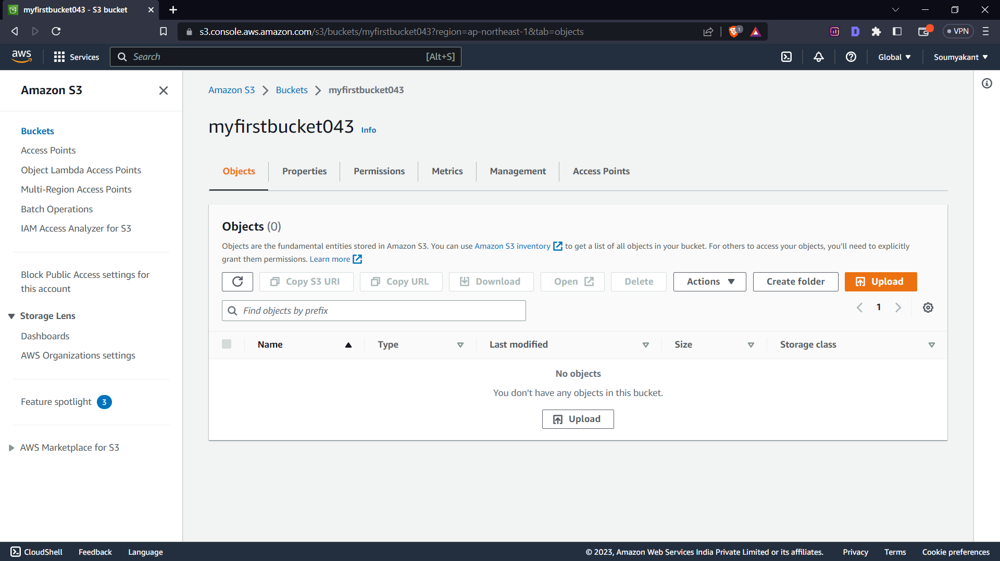 myfirstbucket043 - S3 bucket
s3.console.aws.amazon.com/s3/buckets/myfirstbucket043?region=ap-northeast-1&tab=objects
1
VPN
aws
Services
Search
[Alt+S]
Global
Soumyakant
Amazon S3
Buckets
Access Points
Object Lambda Access Points
Multi-Region Access Points
Batch Operations
IAM Access Analyzer for S3
Block Public Access settings for
this account
Storage Lens
Dashboards
AWS Organizations settings
Feature spotlight 3
AWS Marketplace for S3
Amazon S3 > Buckets > myfirstbucket043
myfirstbucket043 Info
Objects
Properties
Permissions
Metrics
Management
Access Points
Objects (0)
Objects are the fundamental entities stored in Amazon S3. You can use Amazon S3 inventory to get a list of all objects in your bucket. For others to access your objects, you’ll need to explicitly
grant them permissions. Learn more
Copy S3 URI
Copy URL
Download
Open
Delete
Actions
Create folder
Upload
Find objects by prefix
1
Name
Type
Last modified
Size
Storage class
No objects
You don't have any objects in this bucket.
Upload
CloudShell
Feedback
Language
© 2023, Amazon Web Services India Private Limited or its affiliates.
Privacy
Terms
Cookie preferences